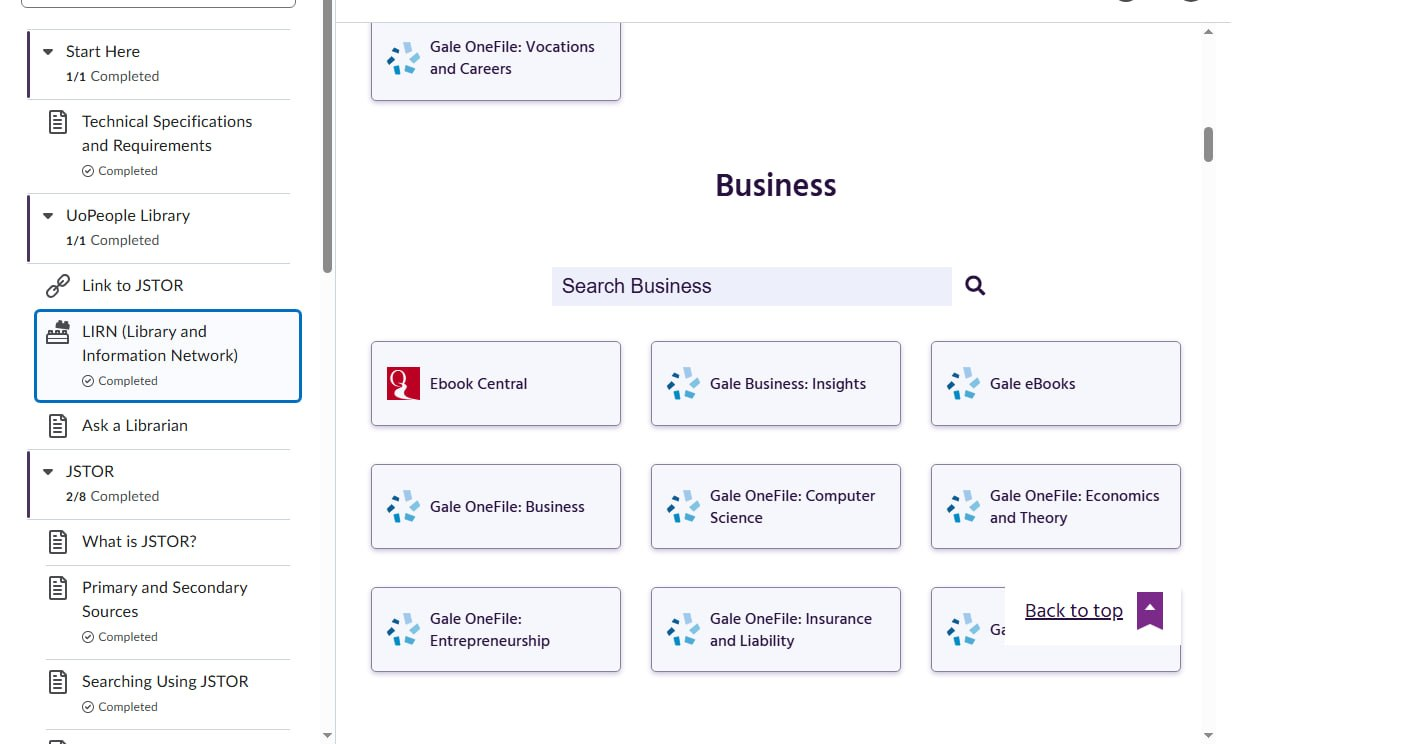 Start Here
1/1 Completed
Technical Specifications
and Requirements
Completed
UoPeople Library
1/1 Completed
Link to JSTOR
LIRN (Library and
Information Network)
Completed
Ask a Librarian
JSTOR
2/8 Completed
What is JSTOR?
Primary and Secondary
Sources
Completed
Searching Using JSTOR
Completed
Gale OneFile: Vocations
and Careers
Business
Search Business
Ebook Central
Gale Business: Insights
Gale eBooks
Gale OneFile: Business
Gale OneFile: Computer
Science
Gale OneFile: Economics
and Theory
Gale OneFile:
Entrepreneurship
Gale OneFile: Insurance
and Liability
Back to top